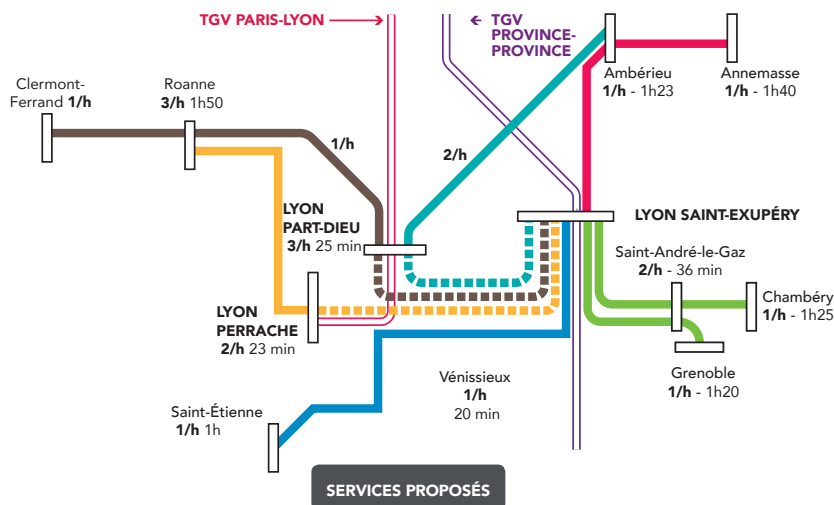 TGV PARIS-LYON
TGV
PROVINCE-
PROVINCE
Clermont-
Ferrand 1/h
Roanne
3/h 1h50
Ambérieu
1/h - 1h23
Annemasse
1/h - 1h40
1/h
2/h
LYON
PART-DIEU
3/h 25 min
LYON SAINT-EXUPÉRY
Saint-André-le-Gaz
2/h - 36 min
Chambéry
1/h - 1h25
LYON
PERRACHE
2/h 23 min
Grenoble
1/h - 1h20
Vénissieux
1/h
20 min
Saint-Étienne
1/h 1h
SERVICES PROPOSÉS